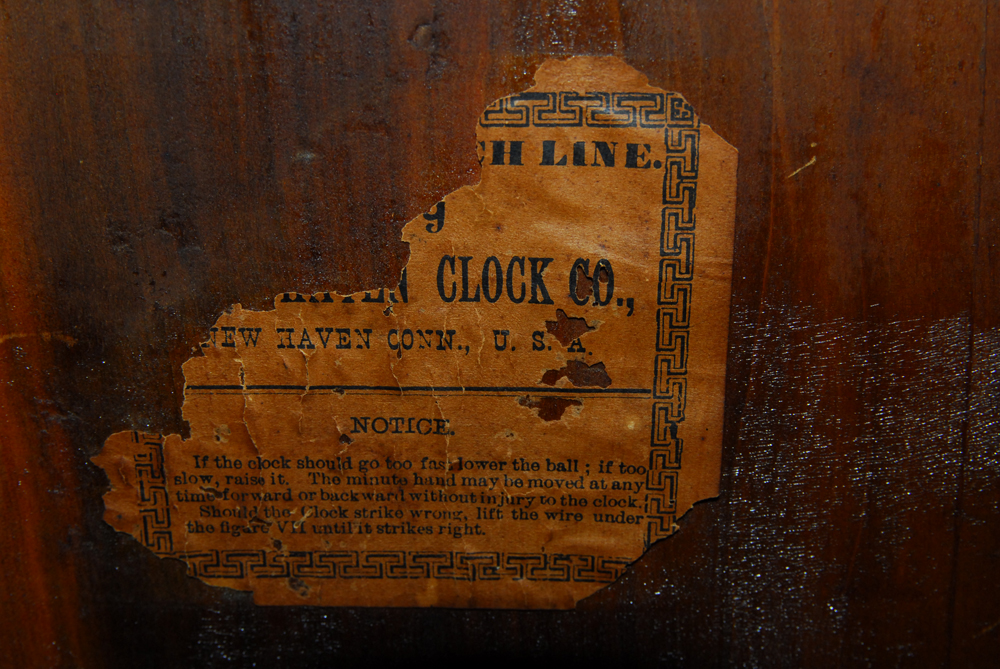 CH LINE.
y
HAVEN CLOCK CO.,
NEW HAVEN CONN., U. S. A.
NOTICE.
If the clock should go too fast lower the ball ; if too
slow, raise it. The minute hand may be moved at any
time forward or backward without injury to the clock.
Should the Clock strike wrong, lift the wire under
the figure VII until it strikes right.